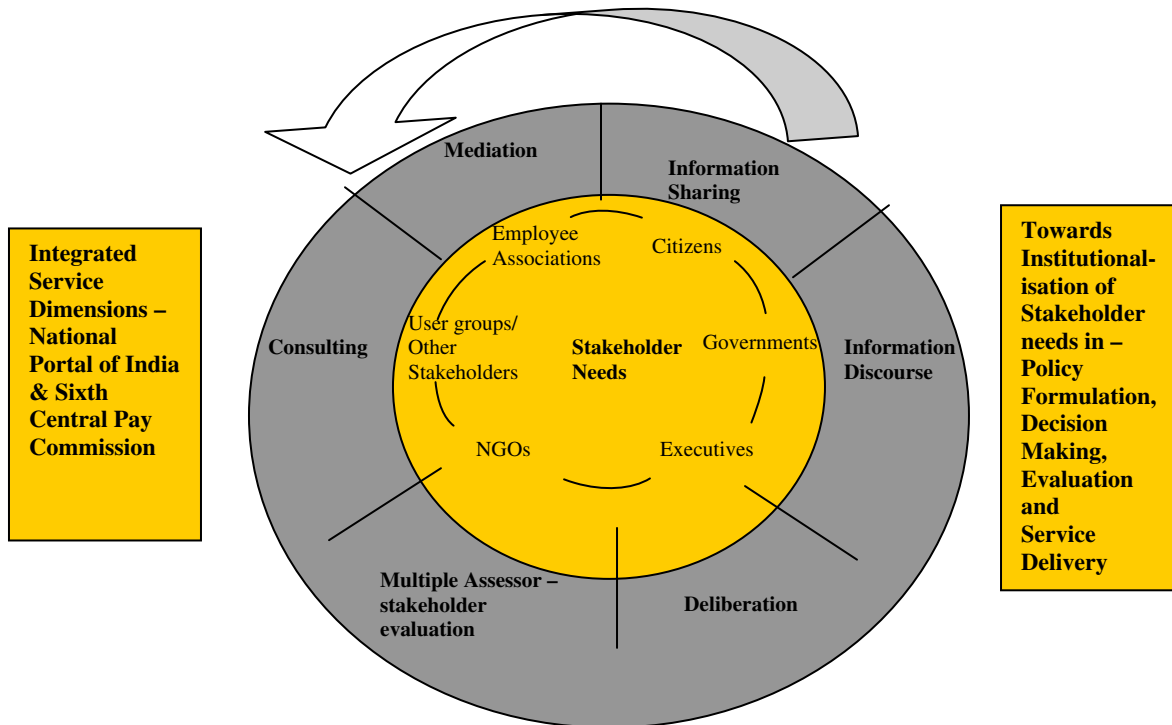 Mediation
Information
Sharing
Employee
Associations
Citizens
Integrated
Service
Dimensions –
National
Portal of India
& Sixth
Central Pay
Commission
Consulting
User groups/
Other
Stakeholders
Stakeholder
Needs
Governments
Information
Discourse
Towards
Institutional-
isation of
Stakeholder
needs in –
Policy
Formulation,
Decision
Making,
Evaluation
and
Service
Delivery
NGOs
Executives
Multiple Assessor –
stakeholder
evaluation
Deliberation